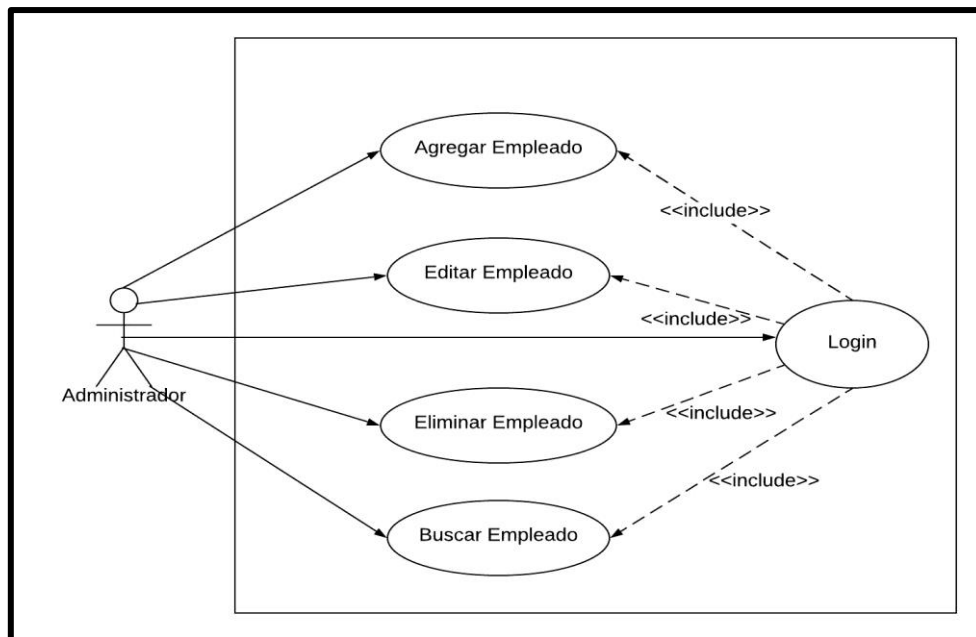 Agregar Empleado
<<include>>
Editar Empleado
<<include>>
Login
Administrador
<<include>>
Eliminar Empleado
<<include>>
Buscar Empleado